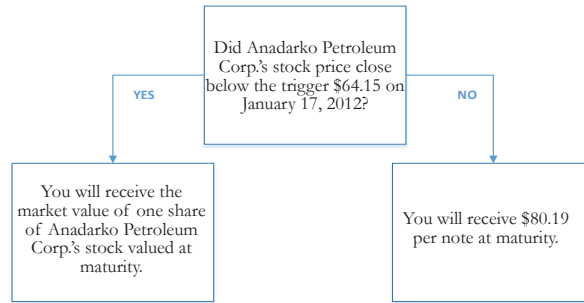 Did Anadarko Petroleum
Corp.'s stock price close
below the trigger $64.15 on
January 17, 2012?
YES
NO
You will receive the
market value of one share
of Anadarko Petroleum
Corp.'s stock valued at
maturity.
You will receive $80.19
per note at maturity.